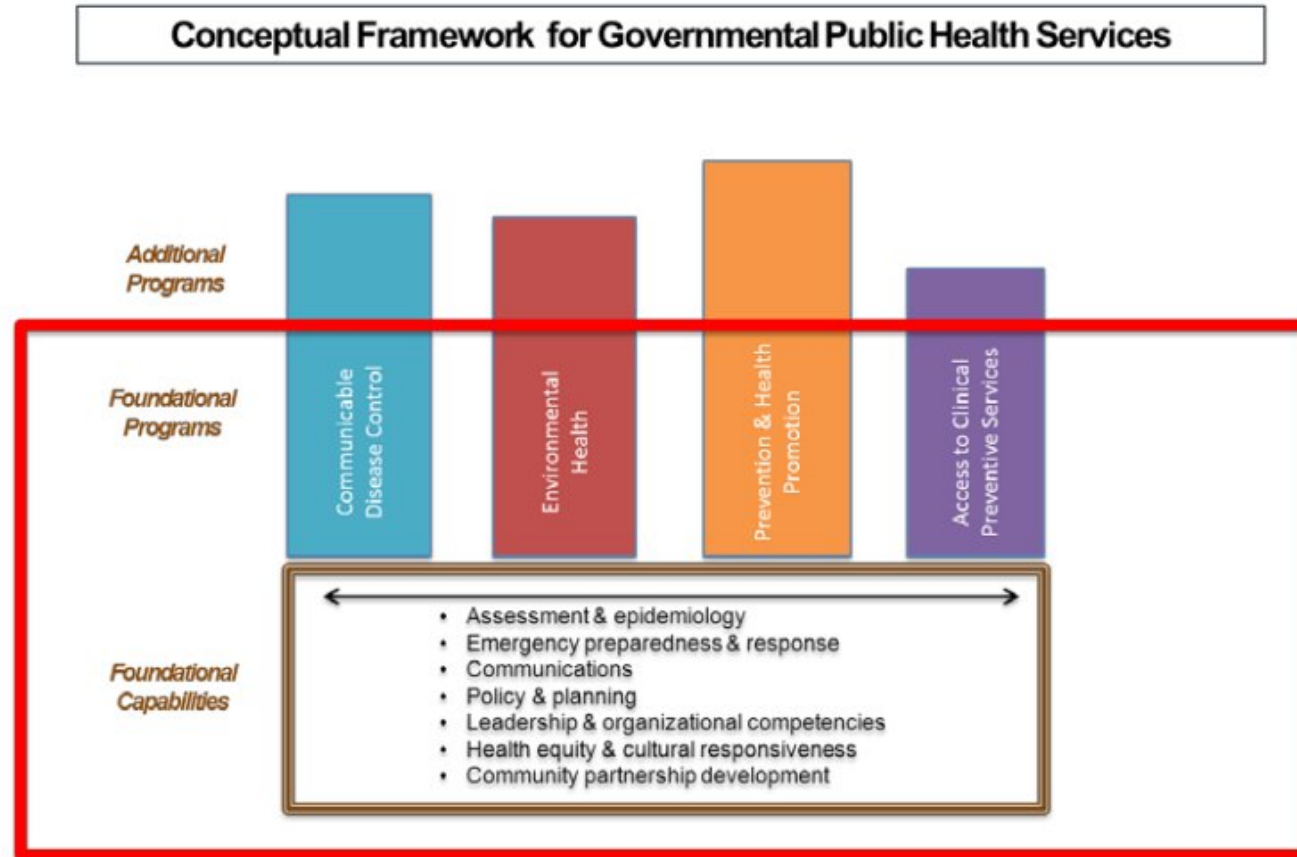 Conceptual Framework for Governmental Public Health Services
Additional
Programs
Foundational
Programs
Communicable
Disease Control
Environmental
Health
Prevention & Health
Promotion
Access to Clinical
Preventive Services
Foundational
Capabilities
• Assessment & epidemiology
• Emergency preparedness & response
• Communications
• Policy & planning
• Leadership & organizational competencies
• Health equity & cultural responsiveness
• Community partnership development